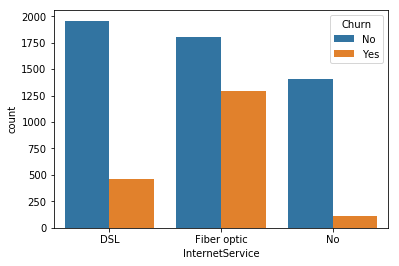 Churn
No
Yes
count
2000
1750
1500
1250
1000
750
500
250
0
DSL
Fiber optic
No
InternetService